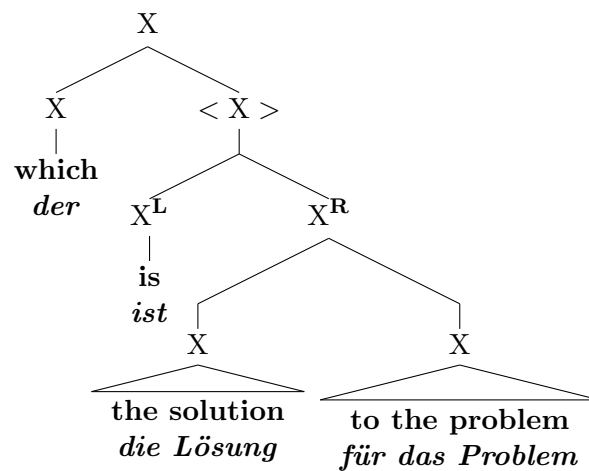 X
X < X >
which
der
X^L X^R
is
ist
X X
the solution to the problem
die Lösung für das Problem